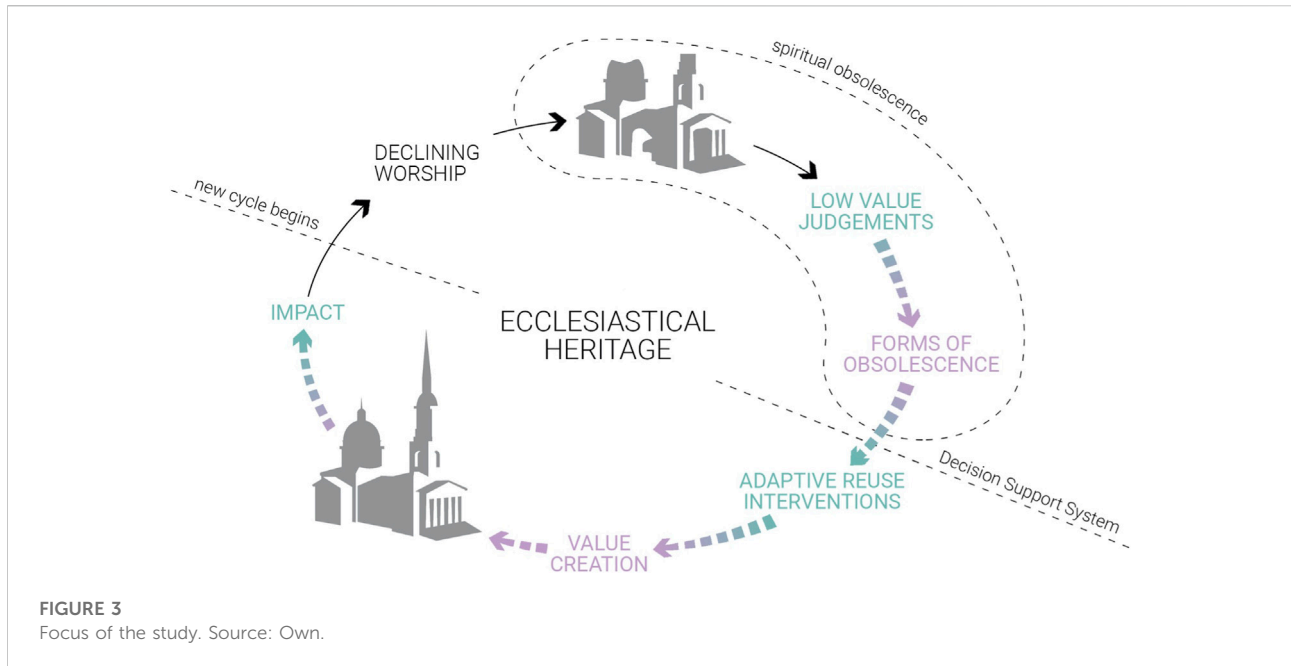 spiritual obsolescence
DECLINING
WORSHIP
new cycle begins
LOW VALUE
JUDGEMENTS
IMPACT
ECCLESIASTICAL
HERITAGE
FORMS OF
OBSOLESCENCE
Decision Support System
ADAPTIVE REUSE
INTERVENTIONS
VALUE
CREATION
FIGURE 3
Focus of the study. Source: Own.